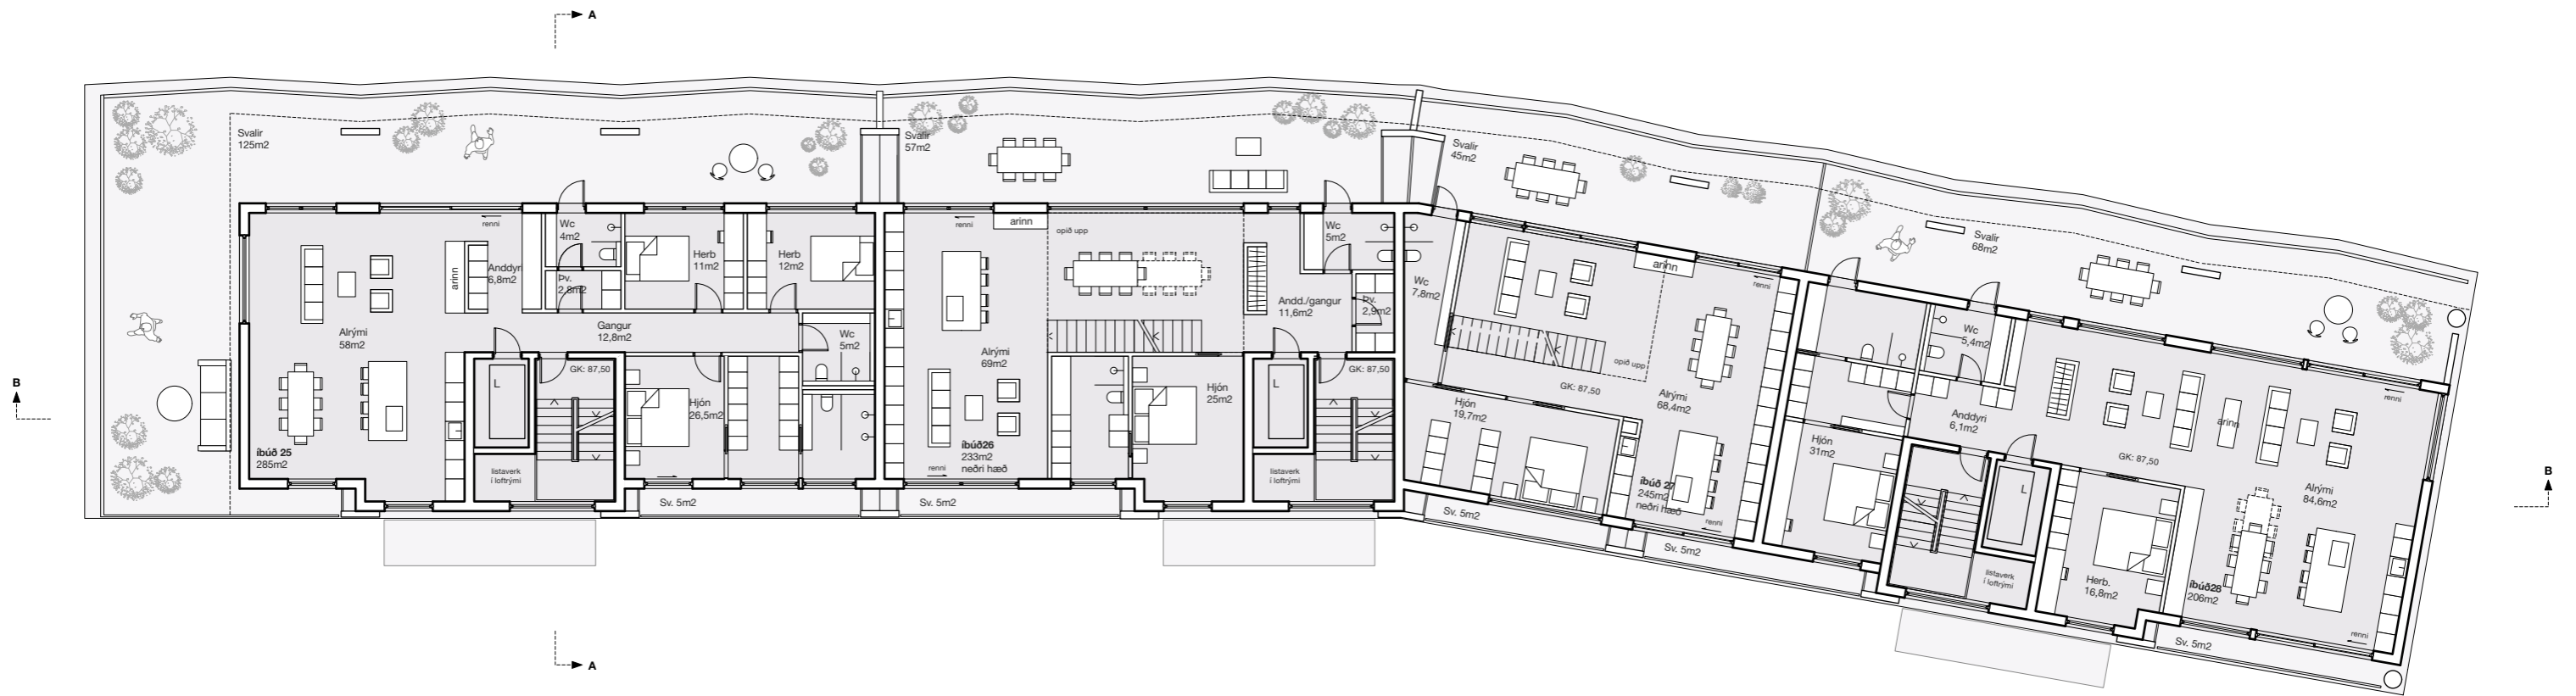 A
Svalir
125m2
Svalir
57m2
Svalir
45m2
Svalir
68m2
renni
Wc
4m2
Þv.
2,8m2
Herb
11m2
Herb
12m2
arinn
Anddyri
6,8m2
Alrými
58m2
Gangur
12,8m2
Wc
5m2
L
GK: 87,50
Hjón
26,5m2
íbúð 25
285m2
listaverk
í loftrými
Sv. 5m2
renni
arinn
opið upp
Wc
5m2
Andd./gangur
11,6m2
Þv.
2,9m2
Alrými
69m2
Hjón
25m2
L
GK: 87,50
íbúð26
233m2
neðri hæð
renni
listaverk
í loftrými
Sv. 5m2
Wc
7,8m2
arinn
renni
opið upp
GK: 87,50
Alrými
68,4m2
Hjón
19,7m2
íbúð 27
245m2
neðri hæð
renni
Sv. 5m2
Sv. 5m2
Wc
5,4m2
Anddyri
6,1m2
Hjón
31m2
arinn
renni
GK: 87,50
L
listaverk
í loftrými
Alrými
84,6m2
Herb.
16,8m2
íbúð28
206m2
renni
Sv. 5m2
B
B
A